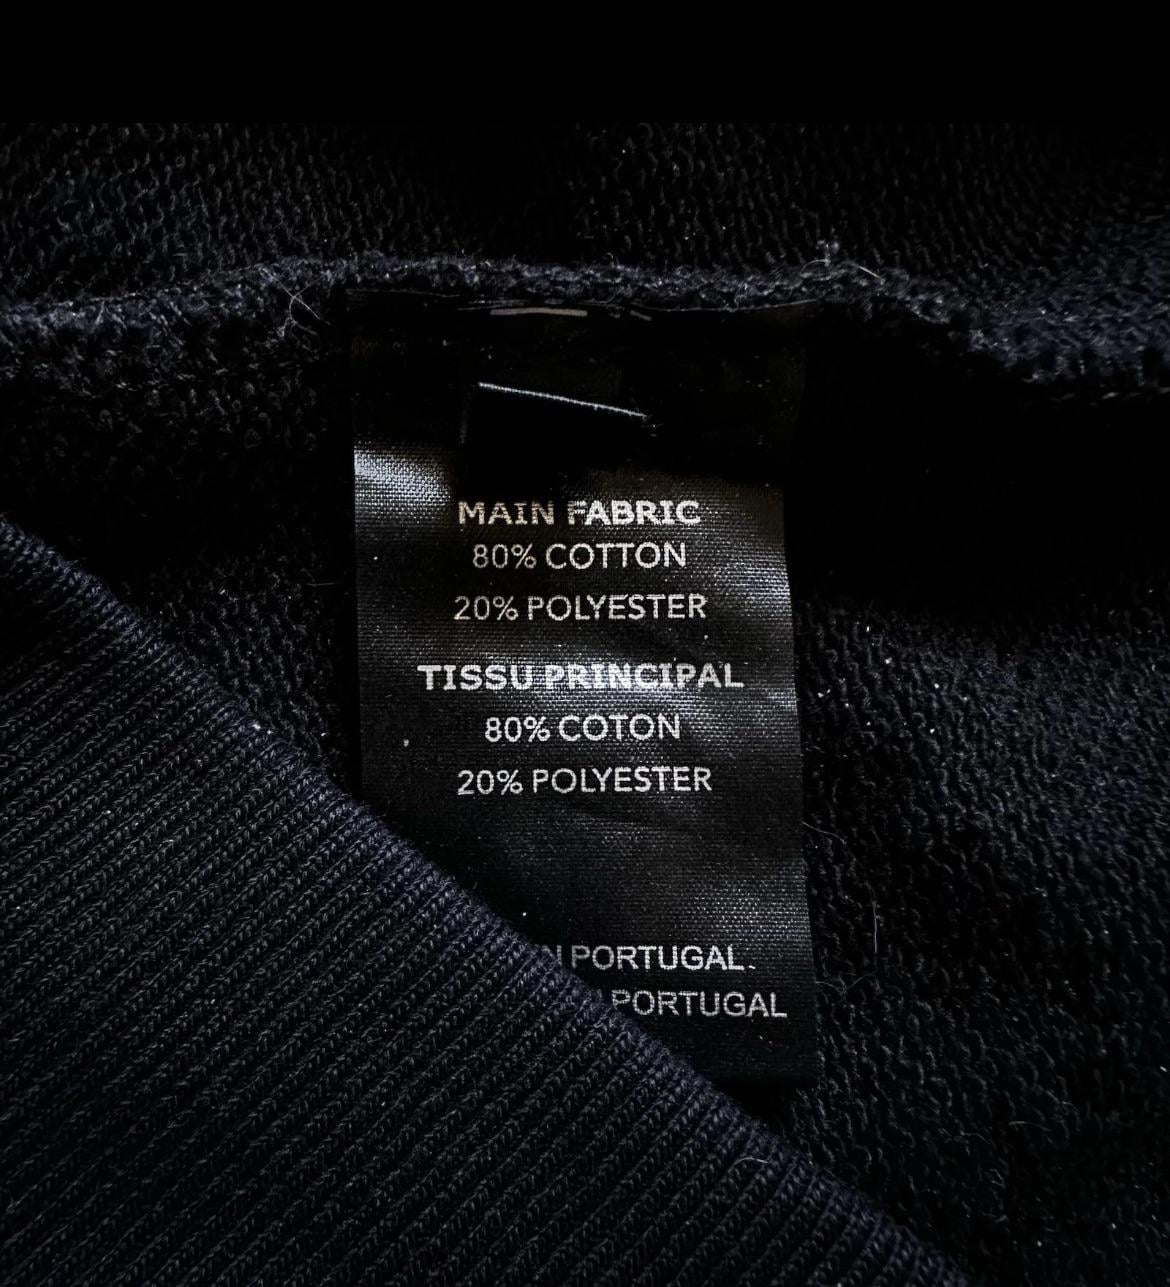 MAIN FABRIC
80% COTTON
20% POLYESTER
TISSU PRINCIPAL
80% COTON
20% POLYESTER
PORTUGAL.
PORTUGAL